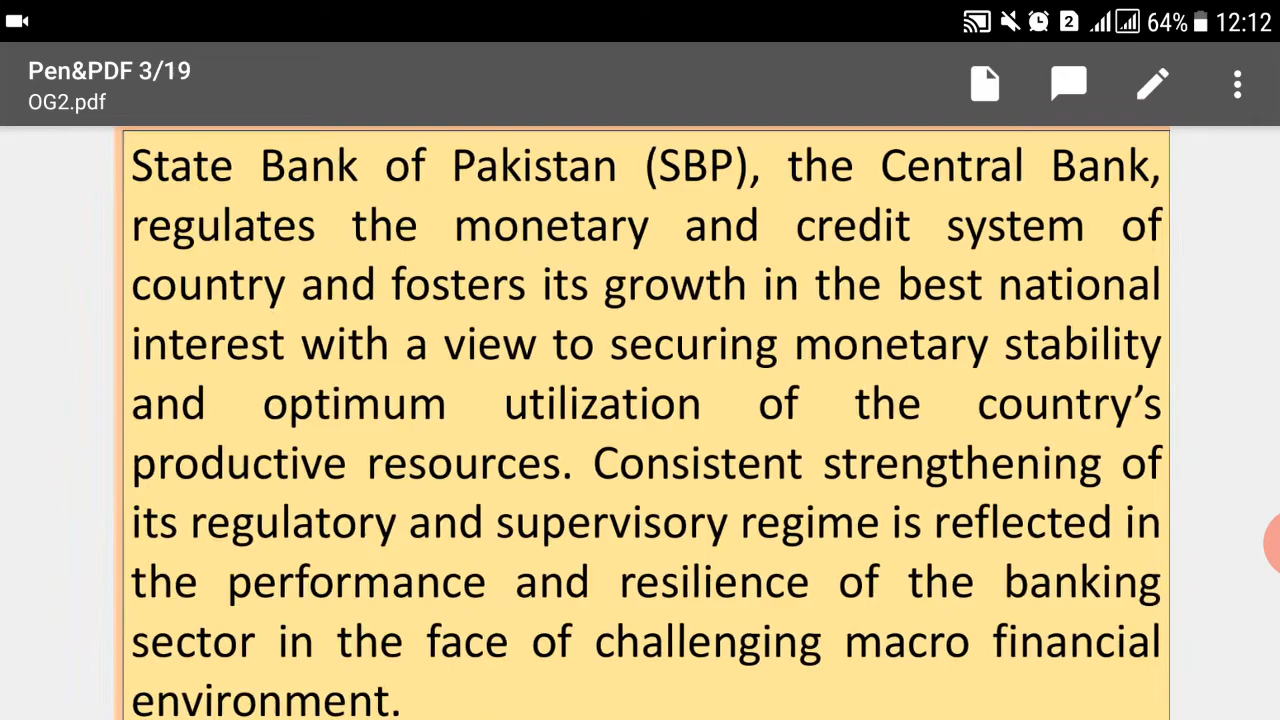 2 64% 12:12
Pen&PDF 3/19
OG2.pdf
State Bank of Pakistan (SBP), the Central Bank,
regulates the monetary and credit system of
country and fosters its growth in the best national
interest with a view to securing monetary stability
and optimum utilization of the country’s
productive resources. Consistent strengthening of
its regulatory and supervisory regime is reflected in
the performance and resilience of the banking
sector in the face of challenging macro financial
environment.